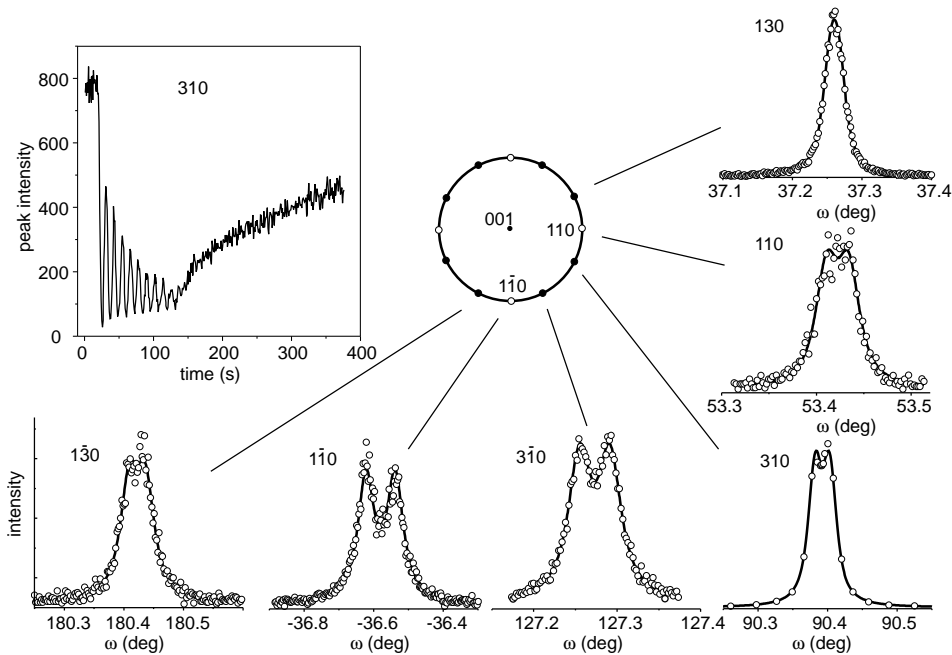 310
800
600
400
200
0
peak intensity
0 100 200 300 400
time (s)
001
110
11̄0
130
37.1 37.2 37.3 37.4
ω (deg)
110
53.3 53.4 53.5
ω (deg)
13̄0
intensity
180.3 180.4 180.5
ω (deg)
11̄0
-36.8 -36.6 -36.4
ω (deg)
31̄0
127.2 127.3 127.4
ω (deg)
310
90.3 90.4 90.5
ω (deg)